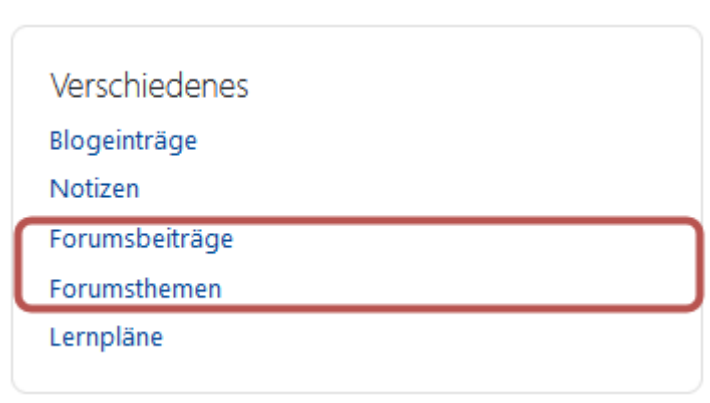 Verschiedenes
Blogeinträge
Notizen
Forumsbeiträge
Forumsthemen
Lernpläne